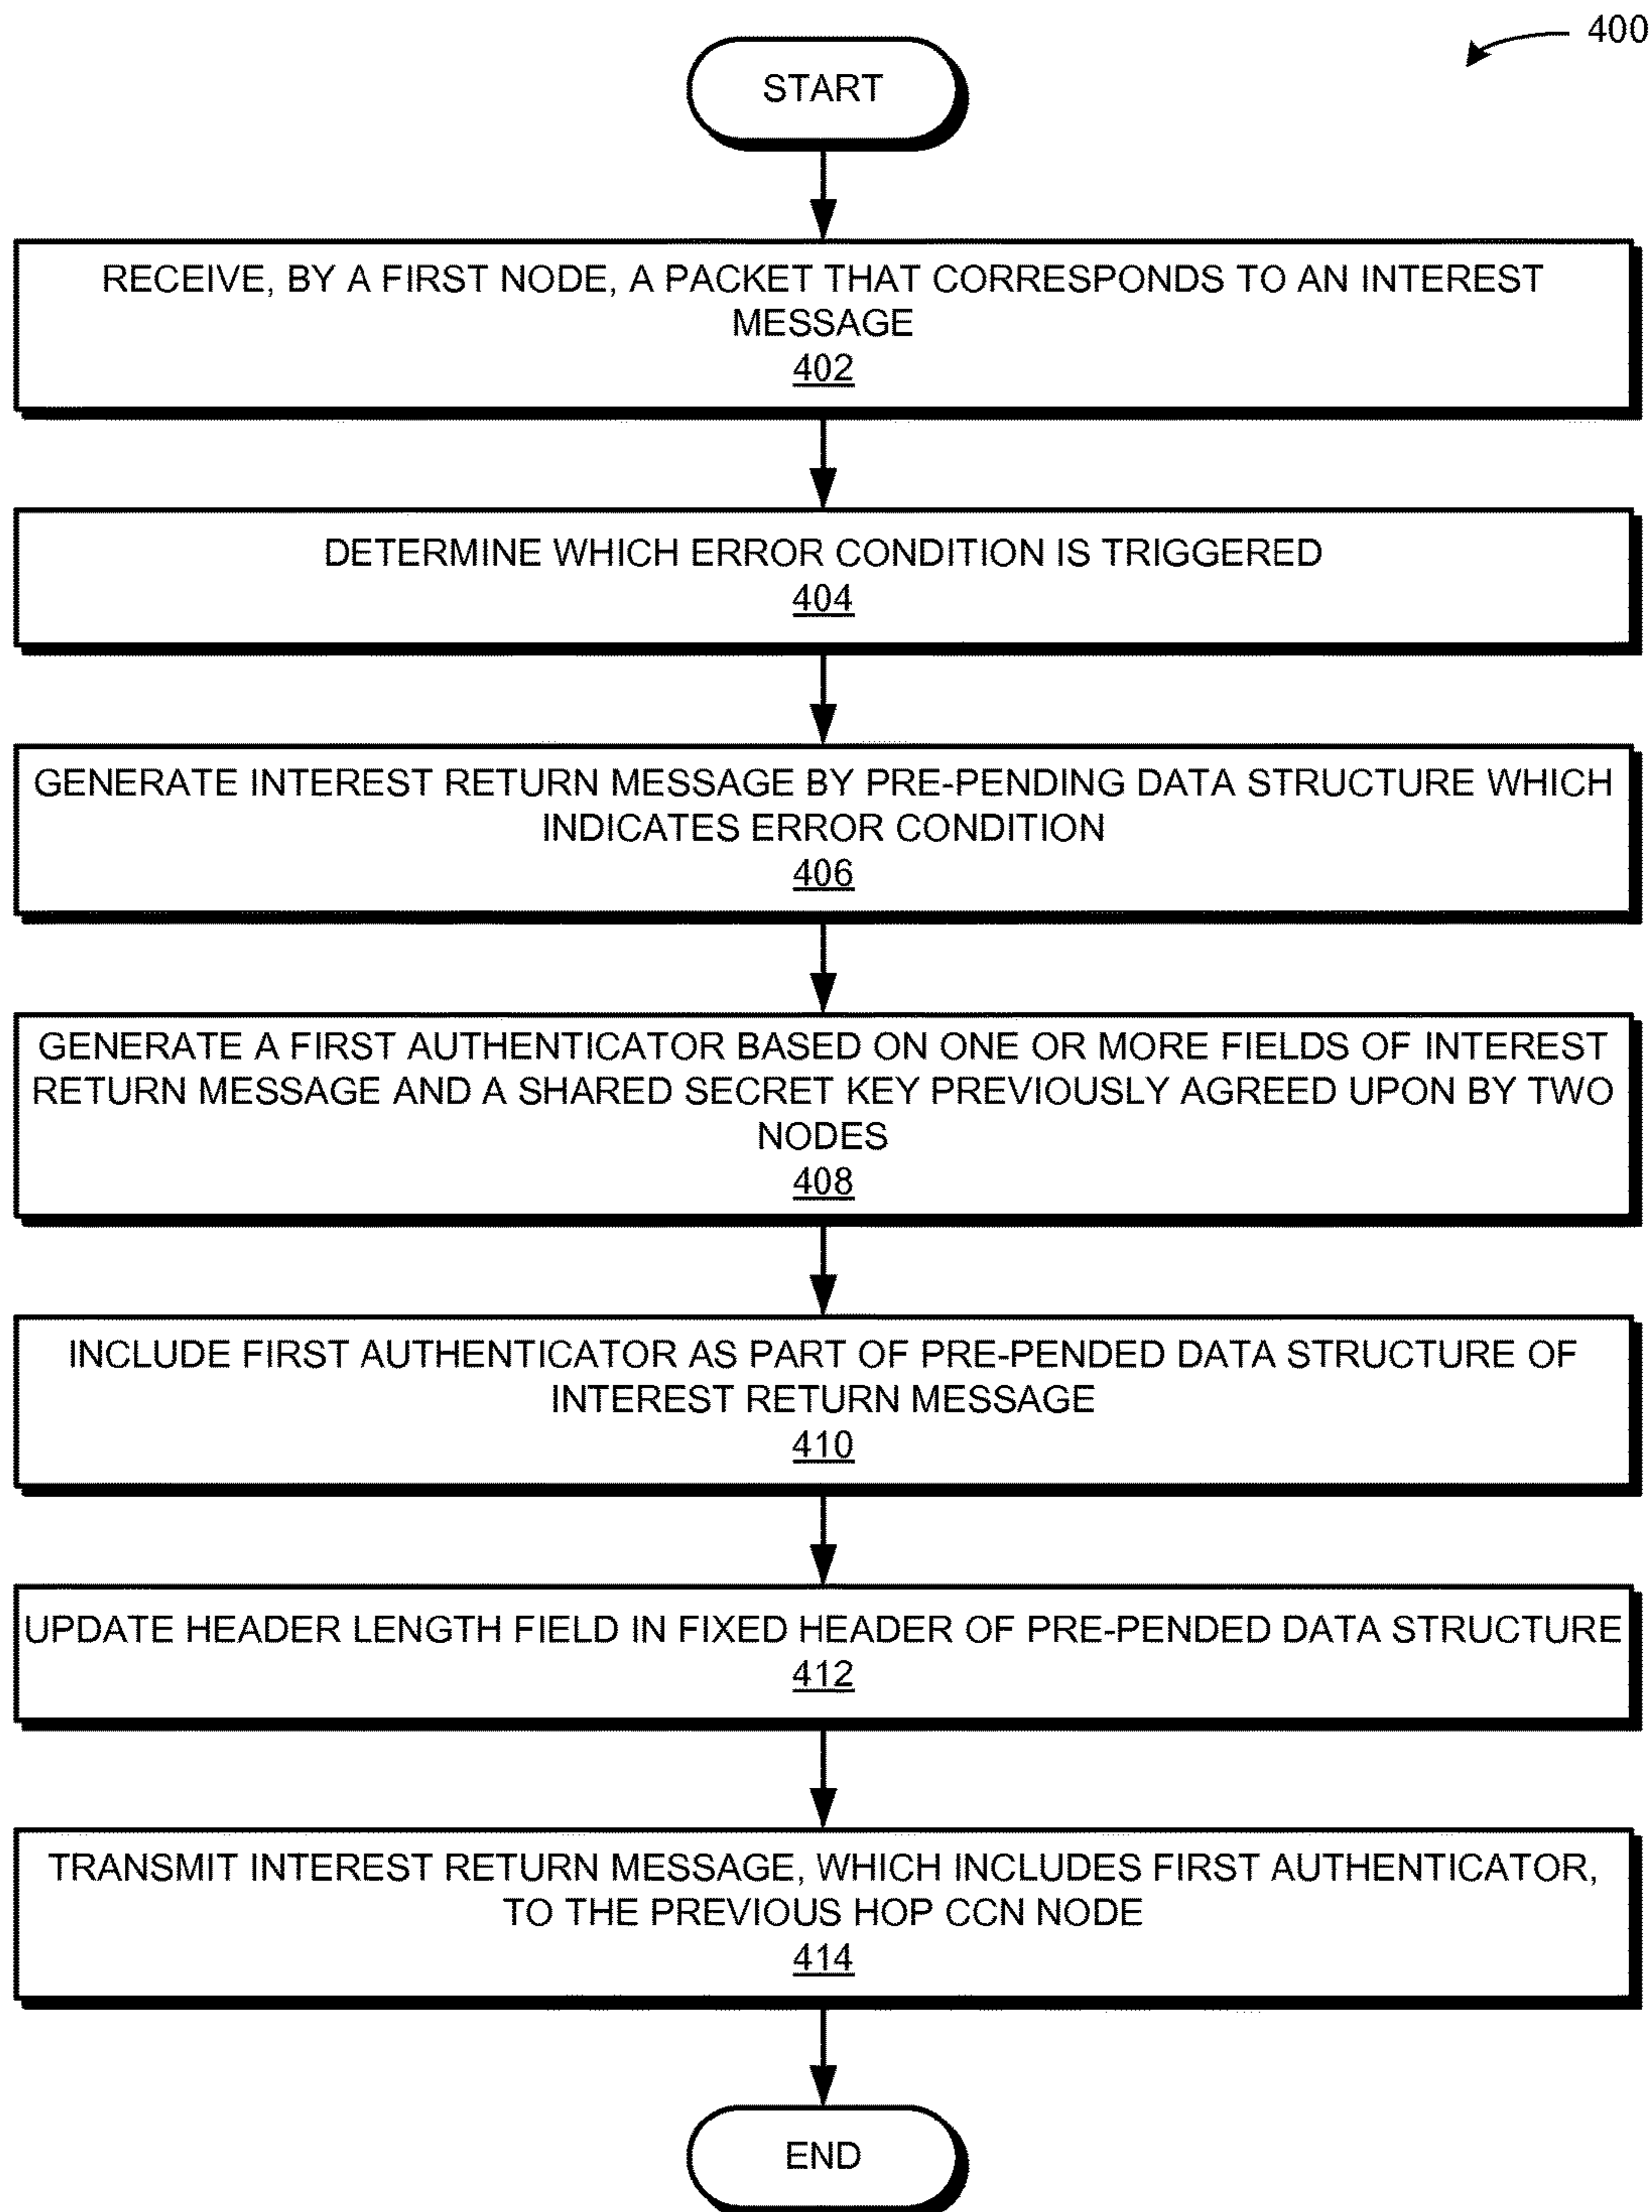 400
START
RECEIVE, BY A FIRST NODE, A PACKET THAT CORRESPONDS TO AN INTEREST
MESSAGE
402
DETERMINE WHICH ERROR CONDITION IS TRIGGERED
404
GENERATE INTEREST RETURN MESSAGE BY PRE-PENDING DATA STRUCTURE WHICH
INDICATES ERROR CONDITION
406
GENERATE A FIRST AUTHENTICATOR BASED ON ONE OR MORE FIELDS OF INTEREST
RETURN MESSAGE AND A SHARED SECRET KEY PREVIOUSLY AGREED UPON BY TWO
NODES
408
INCLUDE FIRST AUTHENTICATOR AS PART OF PRE-PENDED DATA STRUCTURE OF
INTEREST RETURN MESSAGE
410
UPDATE HEADER LENGTH FIELD IN FIXED HEADER OF PRE-PENDED DATA STRUCTURE
412
TRANSMIT INTEREST RETURN MESSAGE, WHICH INCLUDES FIRST AUTHENTICATOR,
TO THE PREVIOUS HOP CCN NODE
414
END